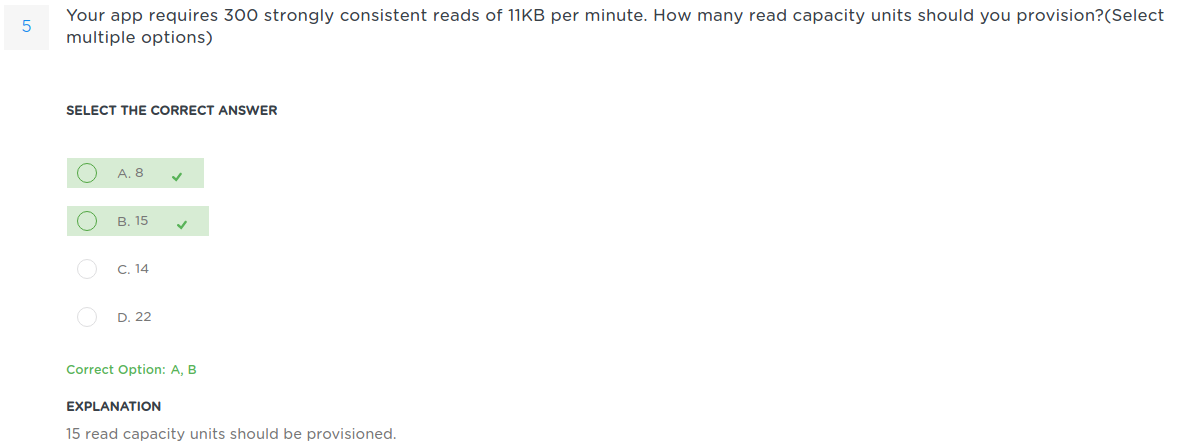 5
Your app requires 300 strongly consistent reads of 11KB per minute. How many read capacity units should you provision?(Select
multiple options)
SELECT THE CORRECT ANSWER
A. 8
B. 15
C. 14
D. 22
Correct Option: A, B
EXPLANATION
15 read capacity units should be provisioned.